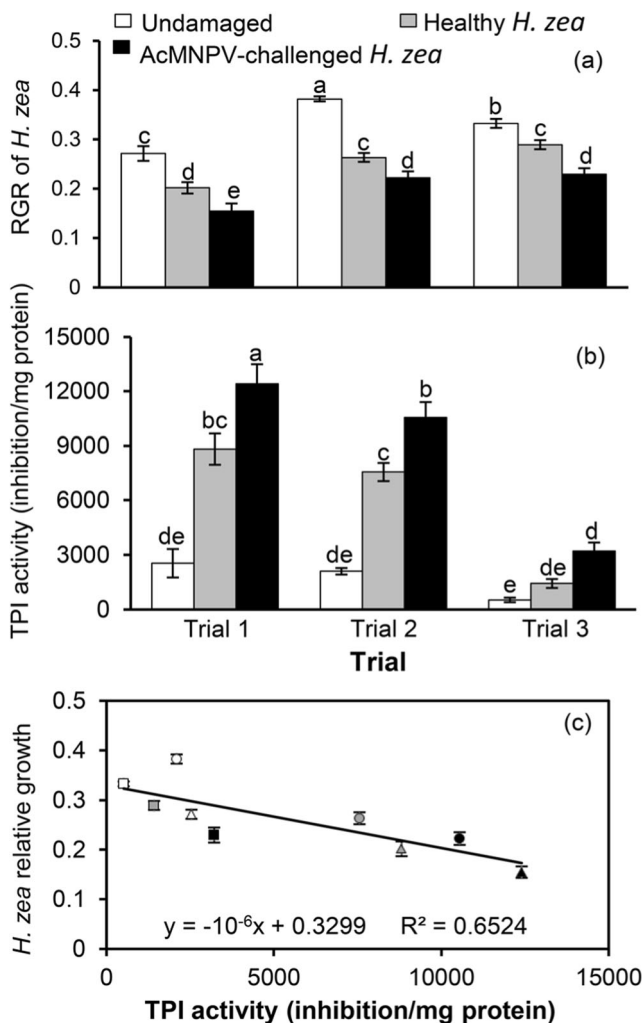 Undamaged
Healthy H. zea
AcMNPV-challenged H. zea
(a)
RGR of H. zea
0.5
0.4
0.3
0.2
0.1
0
c
d
e
a
c
d
b
c
d
(b)
TPI activity (inhibition/mg protein)
15000
12000
9000
6000
3000
0
de
bc
a
de
c
b
e
de
d
Trial 1
Trial 2
Trial 3
Trial
(c)
H. zea relative growth
0.5
0.4
0.3
0.2
0.1
0
y = -10⁻⁶x + 0.3299 R² = 0.6524
0
5000
10000
15000
TPI activity (inhibition/mg protein)